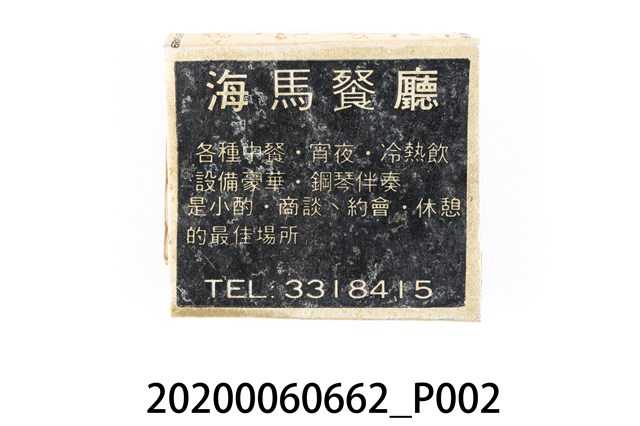 海馬餐廳
各種中餐・宵夜・冷熱飲
設備豪華・鋼琴伴奏
是小酌・商談、約會・休憩
的最佳場所
TEL: 3318415
20200060662_P002